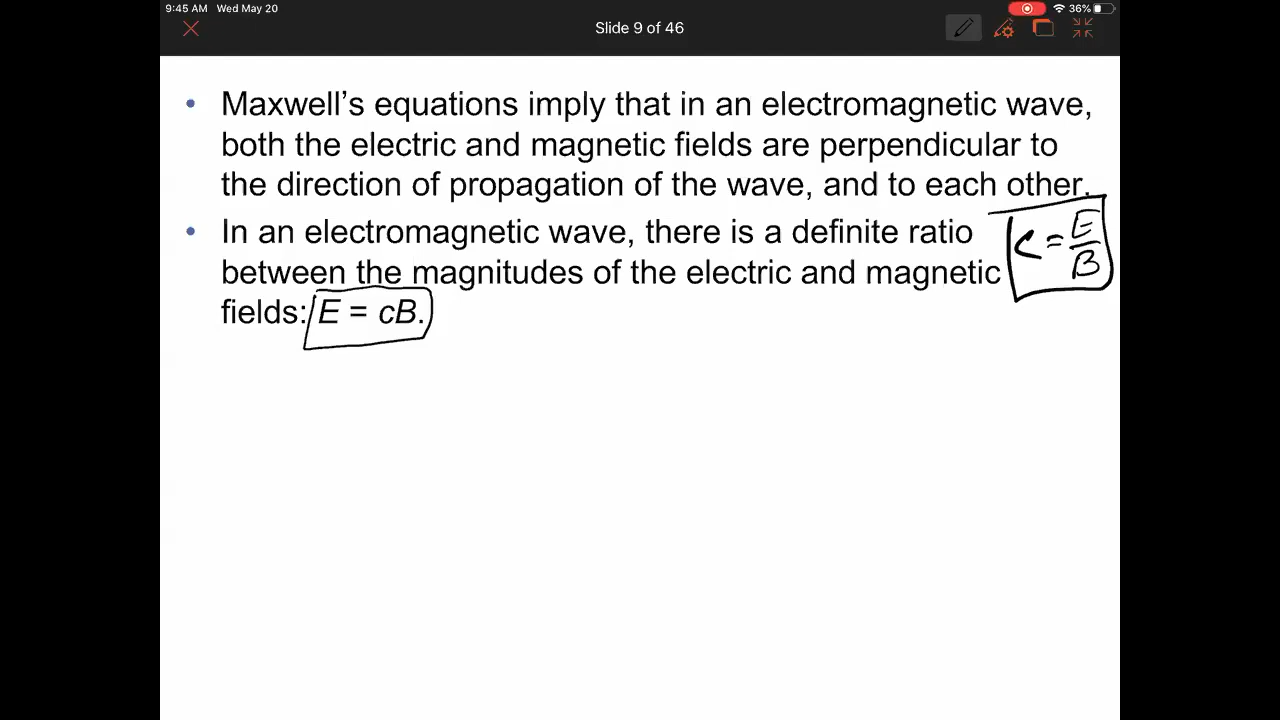 9:45 AM Wed May 20
36%
Slide 9 of 46
• Maxwell’s equations imply that in an electromagnetic wave,
both the electric and magnetic fields are perpendicular to
the direction of propagation of the wave, and to each other.
• In an electromagnetic wave, there is a definite ratio
between the magnitudes of the electric and magnetic
fields: E = cB.
c = E/B